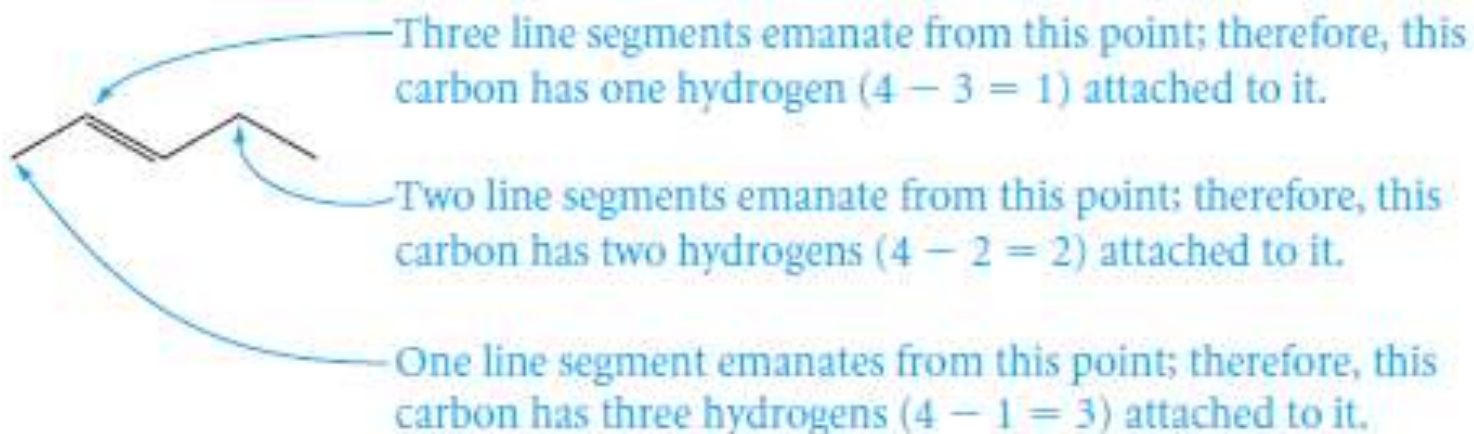 Three line segments emanate from this point; therefore, this
carbon has one hydrogen (4 − 3 = 1) attached to it.
Two line segments emanate from this point; therefore, this
carbon has two hydrogens (4 − 2 = 2) attached to it.
One line segment emanates from this point; therefore, this
carbon has three hydrogens (4 − 1 = 3) attached to it.